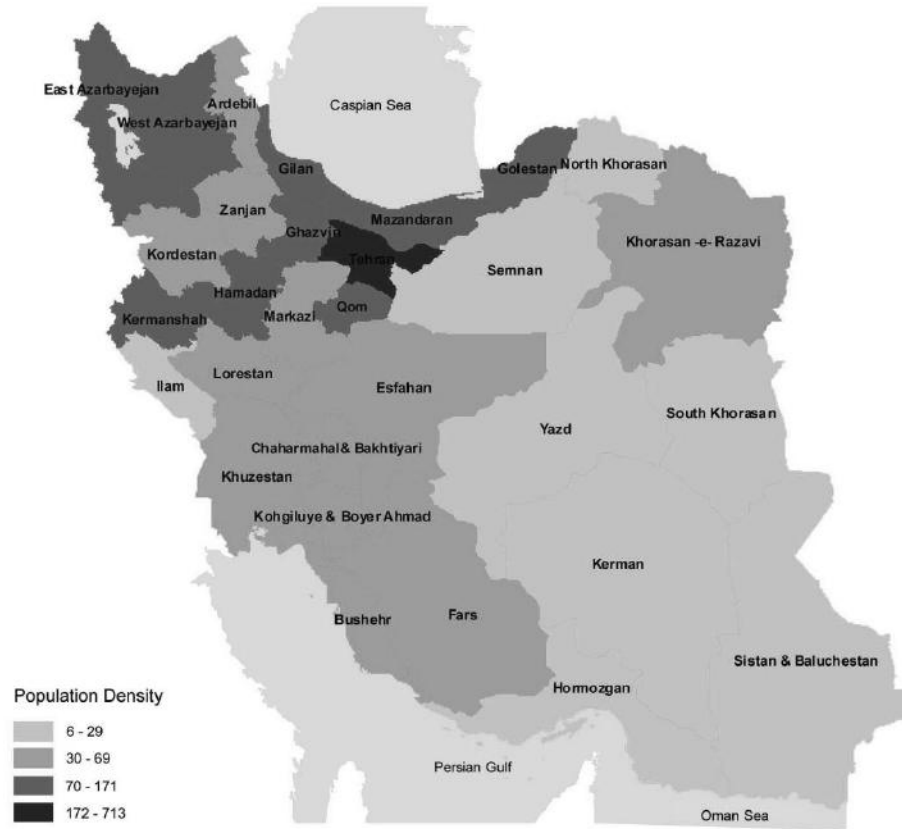 East Azarbayejan
Ardebil
Caspian Sea
West Azarbayejan
Gilan
Golestan
North Khorasan
Zanjan
Mazandaran
Ghazvin
Khorasan -e- Razavi
Kordestan
Tehran
Semnan
Hamadan
Qom
Kermanshah
Markazi
Lorestan
Ilam
Esfahan
South Khorasan
Yazd
Chaharmahal & Bakhtiyari
Khuzestan
Kohgiluye & Boyer Ahmad
Kerman
Bushehr
Fars
Sistan & Baluchestan
Hormozgan
Population Density
6 - 29
30 - 69
70 - 171
172 - 713
Persian Gulf
Oman Sea